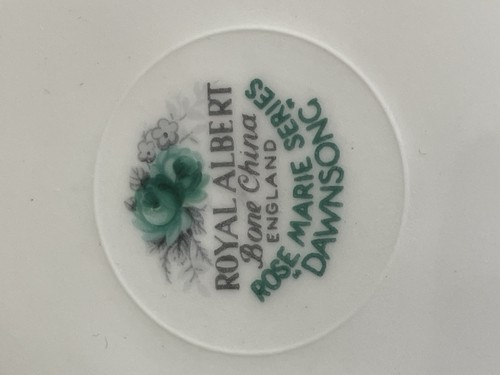 ROYAL ALBERT
Bone China
ENGLAND
ROSE MARIE SERIES
"DAWNSONG"